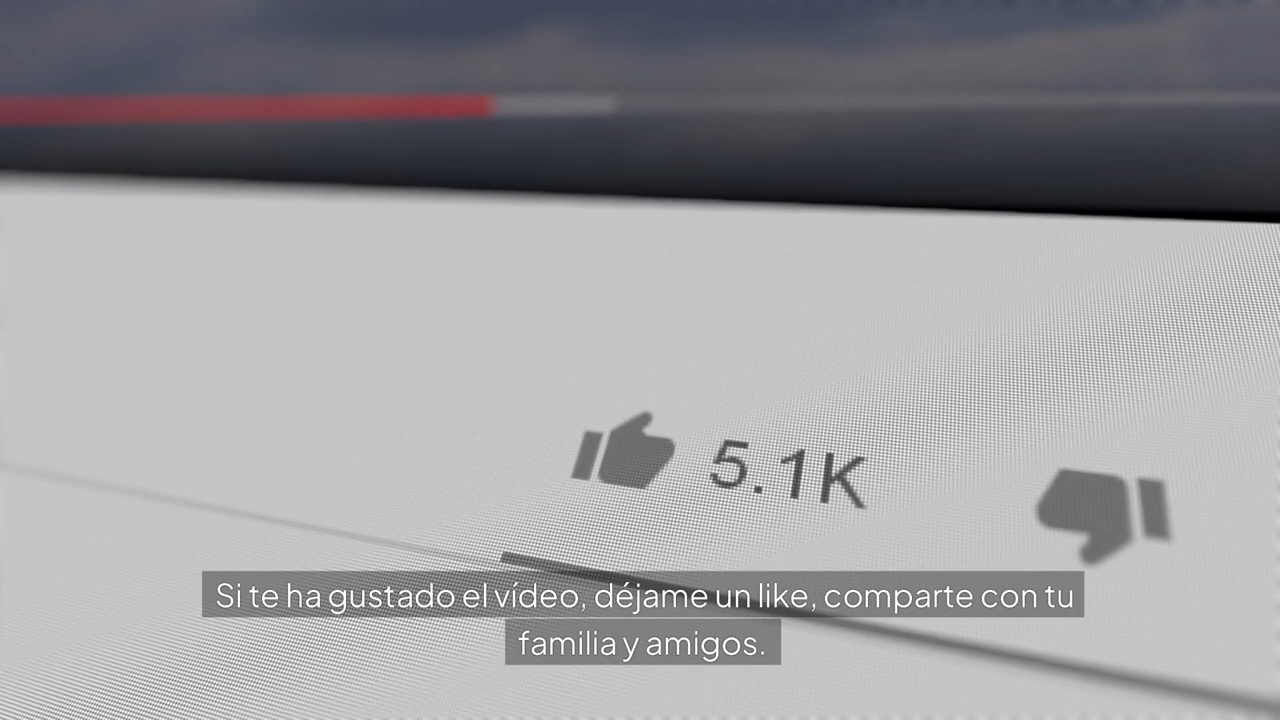 5.1K
Si te ha gustado el vídeo, déjame un like, comparte con tu
familia y amigos.